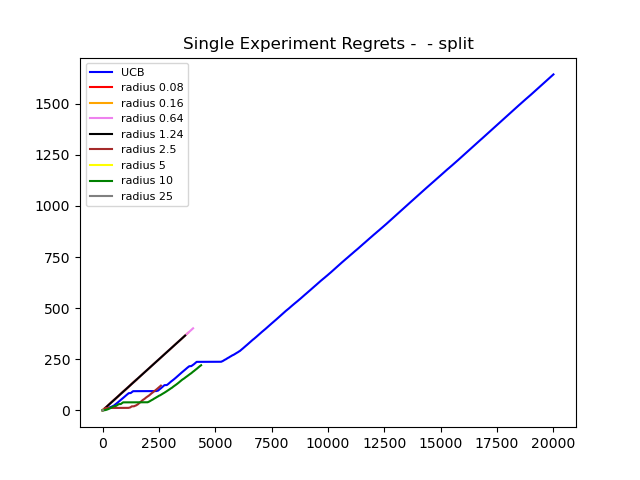 Single Experiment Regrets -  - split
UCB
radius 0.08
radius 0.16
radius 0.64
radius 1.24
radius 2.5
radius 5
radius 10
radius 25
1500
1250
1000
750
500
250
0
0 2500 5000 7500 10000 12500 15000 17500 20000